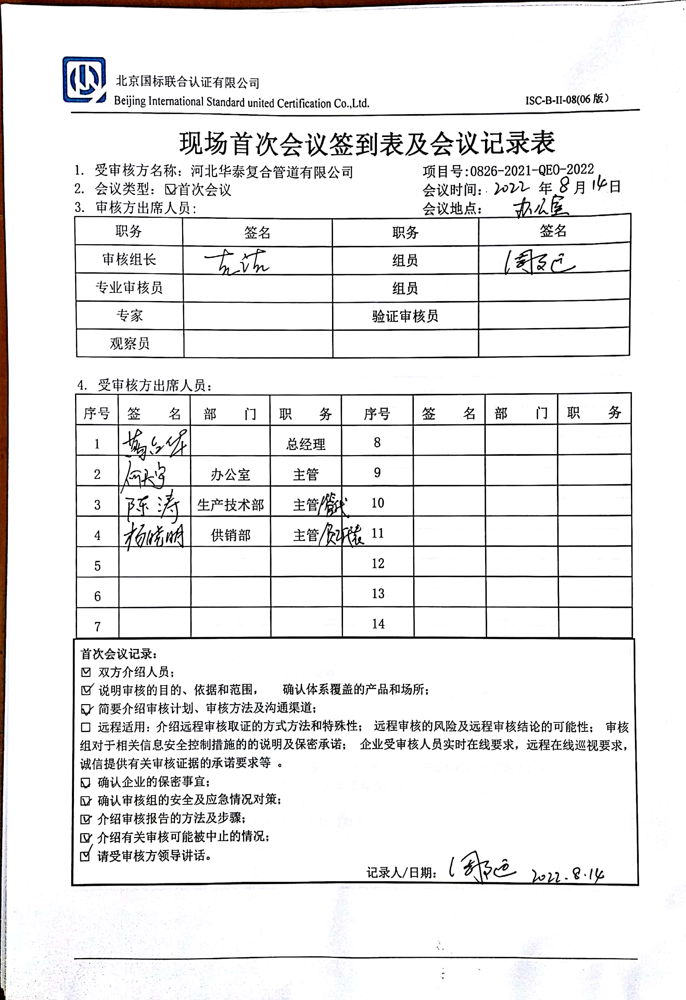 北京国标联合认证有限公司
Beijing International Standard united Certification Co.,Ltd.
ISC-B-II-08(06 版)
现场首次会议签到表及会议记录表
1. 受审核方名称：河北华泰复合管道有限公司 项目号:0826-2021-QEO-2022
2. 会议类型：☑首次会议 会议时间：2022 年 8 月 14 日
3. 审核方出席人员： 会议地点： 办公室
职务 签名 职务 签名
审核组长 组员
专业审核员 组员
专家 验证审核员
观察员
4. 受审核方出席人员：
序号 签 名 部 门 职 务 序号 签 名 部 门 职 务
1 总经理 8
2 办公室 主管 9
3 陈涛 生产技术部 主管/管代 10
4 杨晓明 供销部 主管/员工代表 11
5 12
6 13
7 14
首次会议记录：
☑ 双方介绍人员；
☑ 说明审核的目的、依据和范围， 确认体系覆盖的产品和场所；
☑ 简要介绍审核计划、审核方法及沟通渠道；
□ 远程适用：介绍远程审核取证的方式方法和特殊性； 远程审核的风险及远程审核结论的可能性； 审核
组对于相关信息安全控制措施的的说明及保密承诺； 企业受审核人员实时在线要求，远程在线巡视要求，
诚信提供有关审核证据的承诺要求等 。
☑ 确认企业的保密事宜；
☑ 确认审核组的安全及应急情况对策；
☑ 介绍审核报告的方法及步骤；
☑ 介绍有关审核可能被中止的情况；
☑ 请受审核方领导讲话。
记录人/日期： 2022.8.14